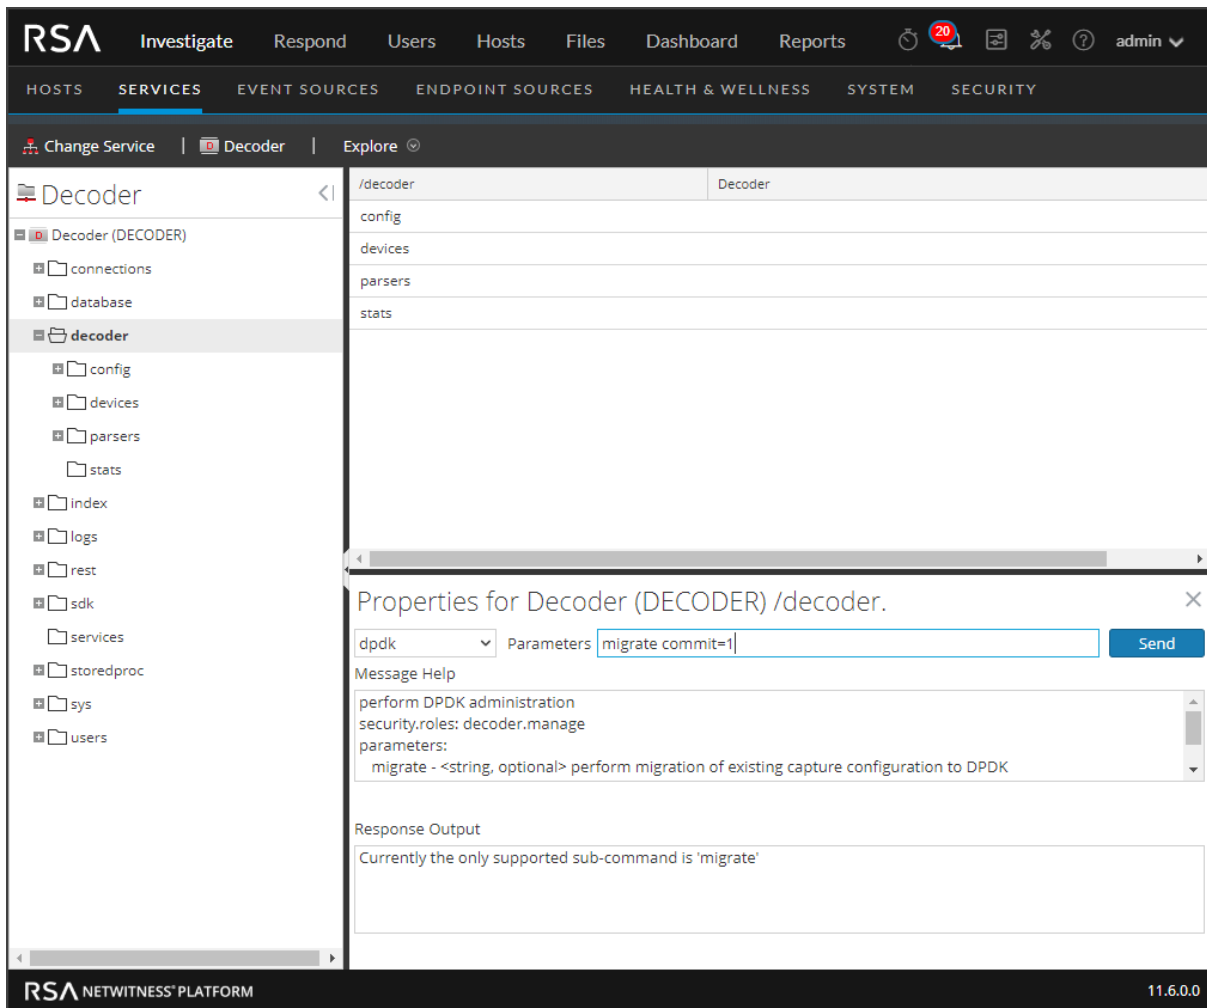 RSA Investigate Respond Users Hosts Files Dashboard Reports 20 ? admin
HOSTS SERVICES EVENT SOURCES ENDPOINT SOURCES HEALTH & WELLNESS SYSTEM SECURITY
Change Service | D Decoder | Explore
Decoder
D Decoder (DECODER)
connections
database
decoder
config
devices
parsers
stats
index
logs
rest
sdk
services
storedproc
sys
users
/decoder Decoder
config
devices
parsers
stats
Properties for Decoder (DECODER) /decoder.
dpdk Parameters migrate commit=1 Send
Message Help
perform DPDK administration
security.roles: decoder.manage
parameters:
migrate - <string, optional> perform migration of existing capture configuration to DPDK
Response Output
Currently the only supported sub-command is 'migrate'
RSA NETWITNESS® PLATFORM 11.6.0.0